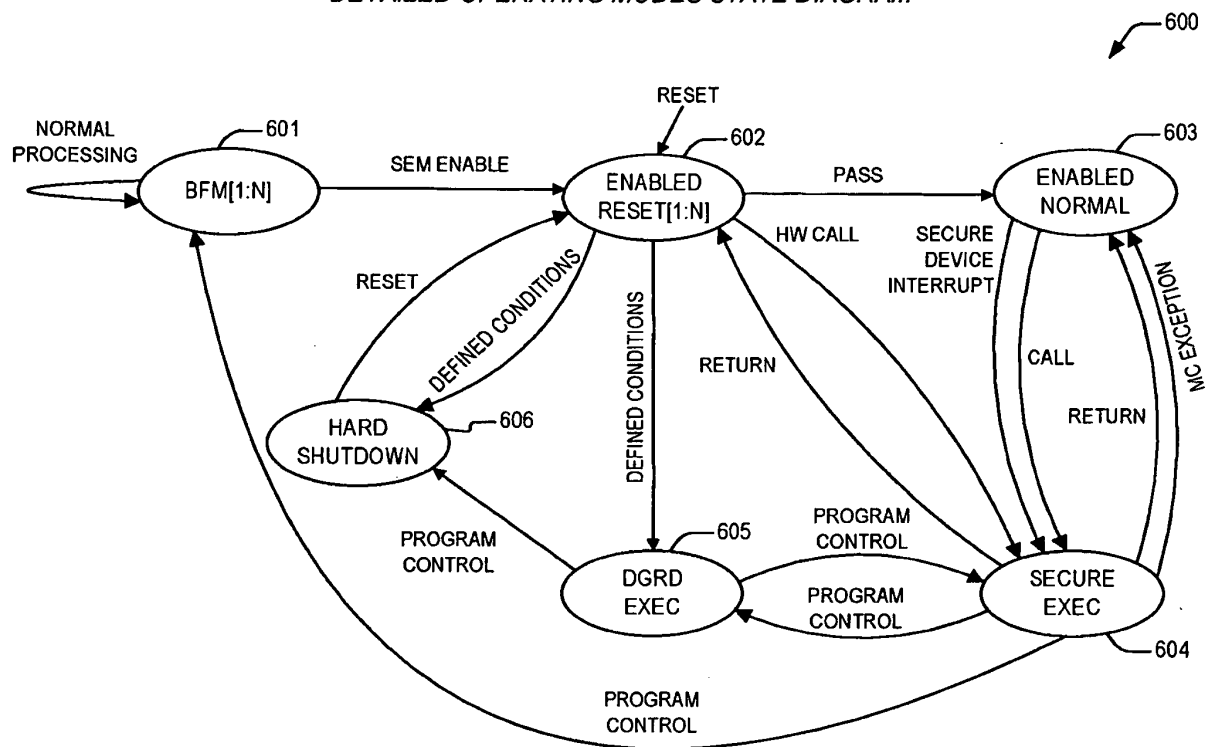 DETAILED OPERATING MODES STATE DIAGRAM
600
RESET
NORMAL
PROCESSING
601
602
603
BFM[1:N]
SEM ENABLE
ENABLED
RESET[1:N]
PASS
ENABLED
NORMAL
HW CALL
SECURE
DEVICE
INTERRUPT
RESET
DEFINED CONDITIONS
DEFINED CONDITIONS
RETURN
CALL
MC EXCEPTION
RETURN
HARD
SHUTDOWN
606
PROGRAM
CONTROL
605
DGRD
EXEC
PROGRAM
CONTROL
PROGRAM
CONTROL
SECURE
EXEC
604
PROGRAM
CONTROL